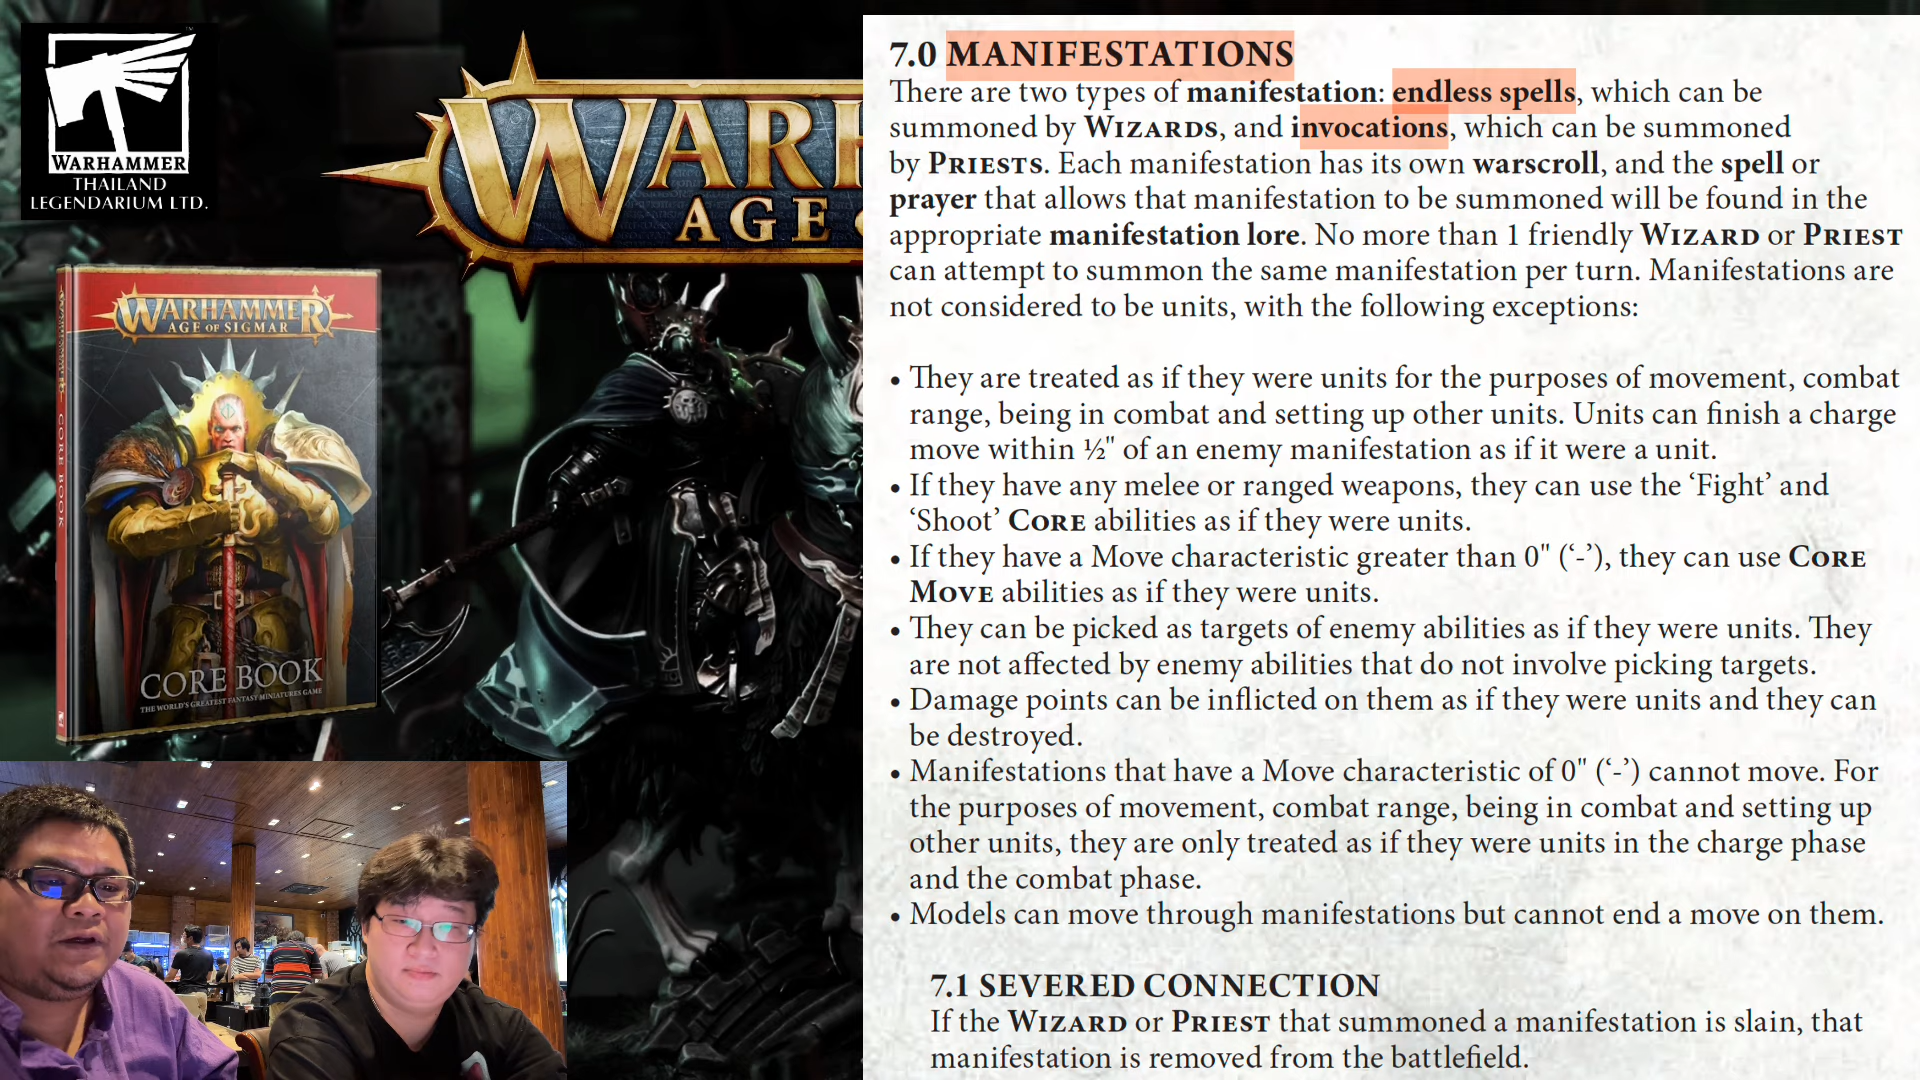 WARHAMMER
THAILAND
LEGENDARIUM LTD.
WARH
AGE
WARHAMMER
AGE OF SIGMAR
WARHAMMER
CORE BOOK
CORE BOOK
THE WORLD'S GREATEST FANTASY MINIATURES GAME
7.0 MANIFESTATIONS
There are two types of manifestation: endless spells, which can be
summoned by WIZARDS, and invocations, which can be summoned
by PRIESTS. Each manifestation has its own warscroll, and the spell or
prayer that allows that manifestation to be summoned will be found in the
appropriate manifestation lore. No more than 1 friendly WIZARD or PRIEST
can attempt to summon the same manifestation per turn. Manifestations are
not considered to be units, with the following exceptions:
• They are treated as if they were units for the purposes of movement, combat
range, being in combat and setting up other units. Units can finish a charge
move within ½" of an enemy manifestation as if it were a unit.
• If they have any melee or ranged weapons, they can use the ‘Fight’ and
‘Shoot’ CORE abilities as if they were units.
• If they have a Move characteristic greater than 0" (‘-’), they can use CORE
MOVE abilities as if they were units.
• They can be picked as targets of enemy abilities as if they were units. They
are not affected by enemy abilities that do not involve picking targets.
• Damage points can be inflicted on them as if they were units and they can
be destroyed.
• Manifestations that have a Move characteristic of 0" (‘-’) cannot move. For
the purposes of movement, combat range, being in combat and setting up
other units, they are only treated as if they were units in the charge phase
and the combat phase.
• Models can move through manifestations but cannot end a move on them.
7.1 SEVERED CONNECTION
If the WIZARD or PRIEST that summoned a manifestation is slain, that
manifestation is removed from the battlefield.